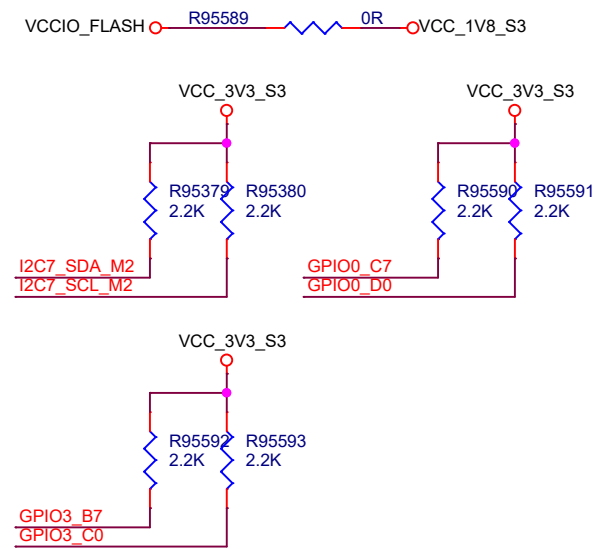 VCCIO_FLASH R95589 0R VCC_1V8_S3
VCC_3V3_S3 VCC_3V3_S3
R95379 R95380 R95590 R95591
2.2K 2.2K 2.2K 2.2K
I2C7_SDA_M2 GPIO0_C7
I2C7_SCL_M2 GPIO0_D0
VCC_3V3_S3
R95592 R95593
2.2K 2.2K
GPIO3_B7
GPIO3_C0